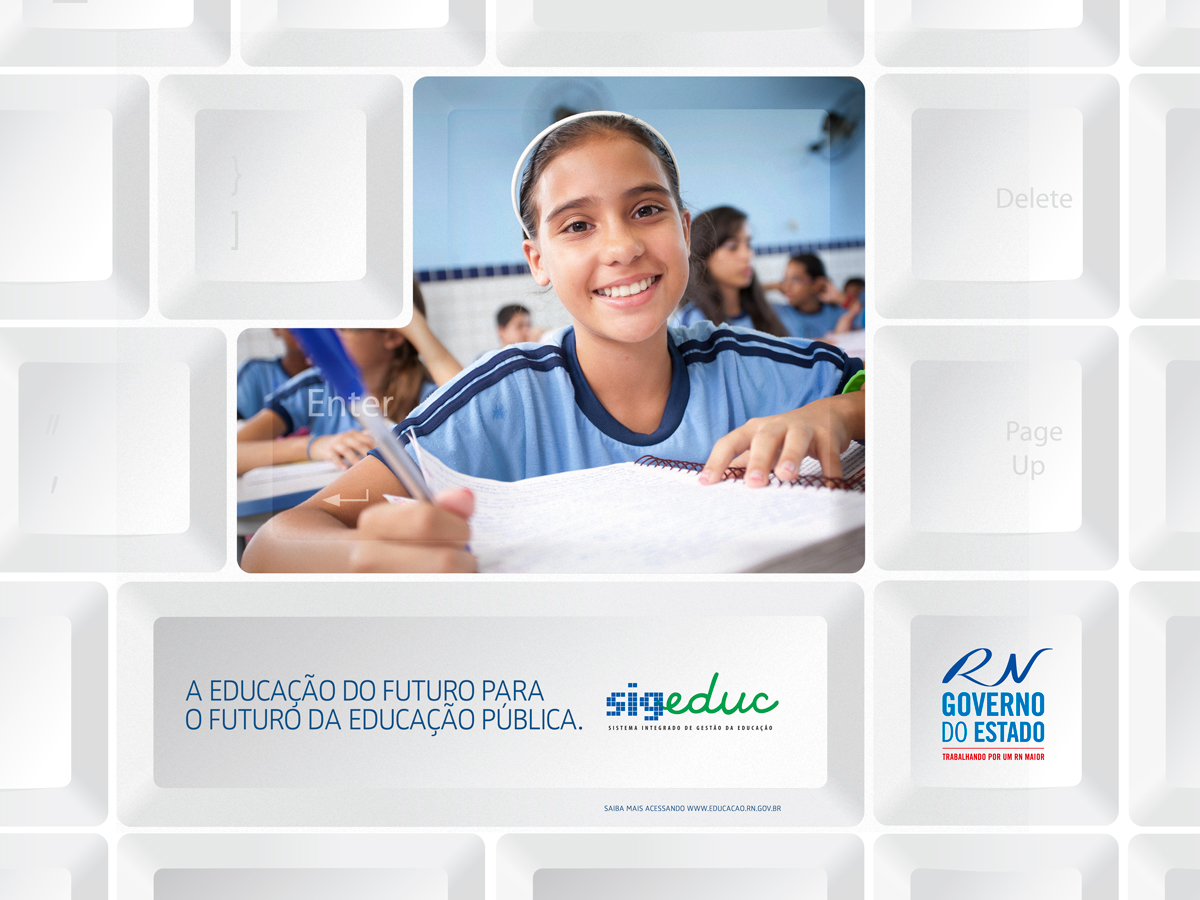 }
]
Delete
"
'
Enter
Page
Up
A EDUCAÇÃO DO FUTURO PARA
O FUTURO DA EDUCAÇÃO PÚBLICA.
sigeduc
SISTEMA INTEGRADO DE GESTÃO DA EDUCAÇÃO
RN
GOVERNO
DO ESTADO
TRABALHANDO POR UM RN MAIOR
SAIBA MAIS ACESSANDO WWW.EDUCACAO.RN.GOV.BR